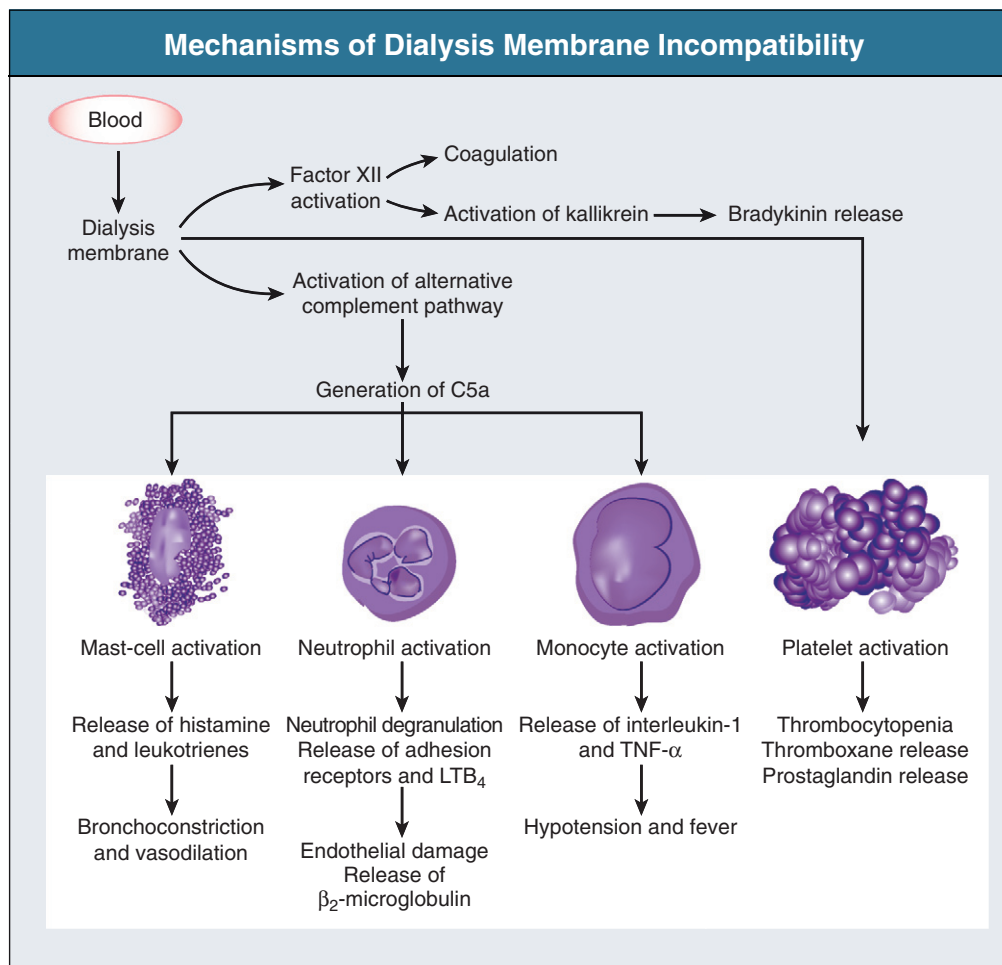 Mechanisms of Dialysis Membrane Incompatibility
Blood
Coagulation
Factor XII
activation
Activation of kallikrein
Bradykinin release
Dialysis
membrane
Activation of alternative
complement pathway
Generation of C5a
Mast-cell activation
Release of histamine
and leukotrienes
Bronchoconstriction
and vasodilation
Neutrophil activation
Neutrophil degranulation
Release of adhesion
receptors and LTB₄
Endothelial damage
Release of
β₂-microglobulin
Monocyte activation
Release of interleukin-1
and TNF-α
Hypotension and fever
Platelet activation
Thrombocytopenia
Thromboxane release
Prostaglandin release